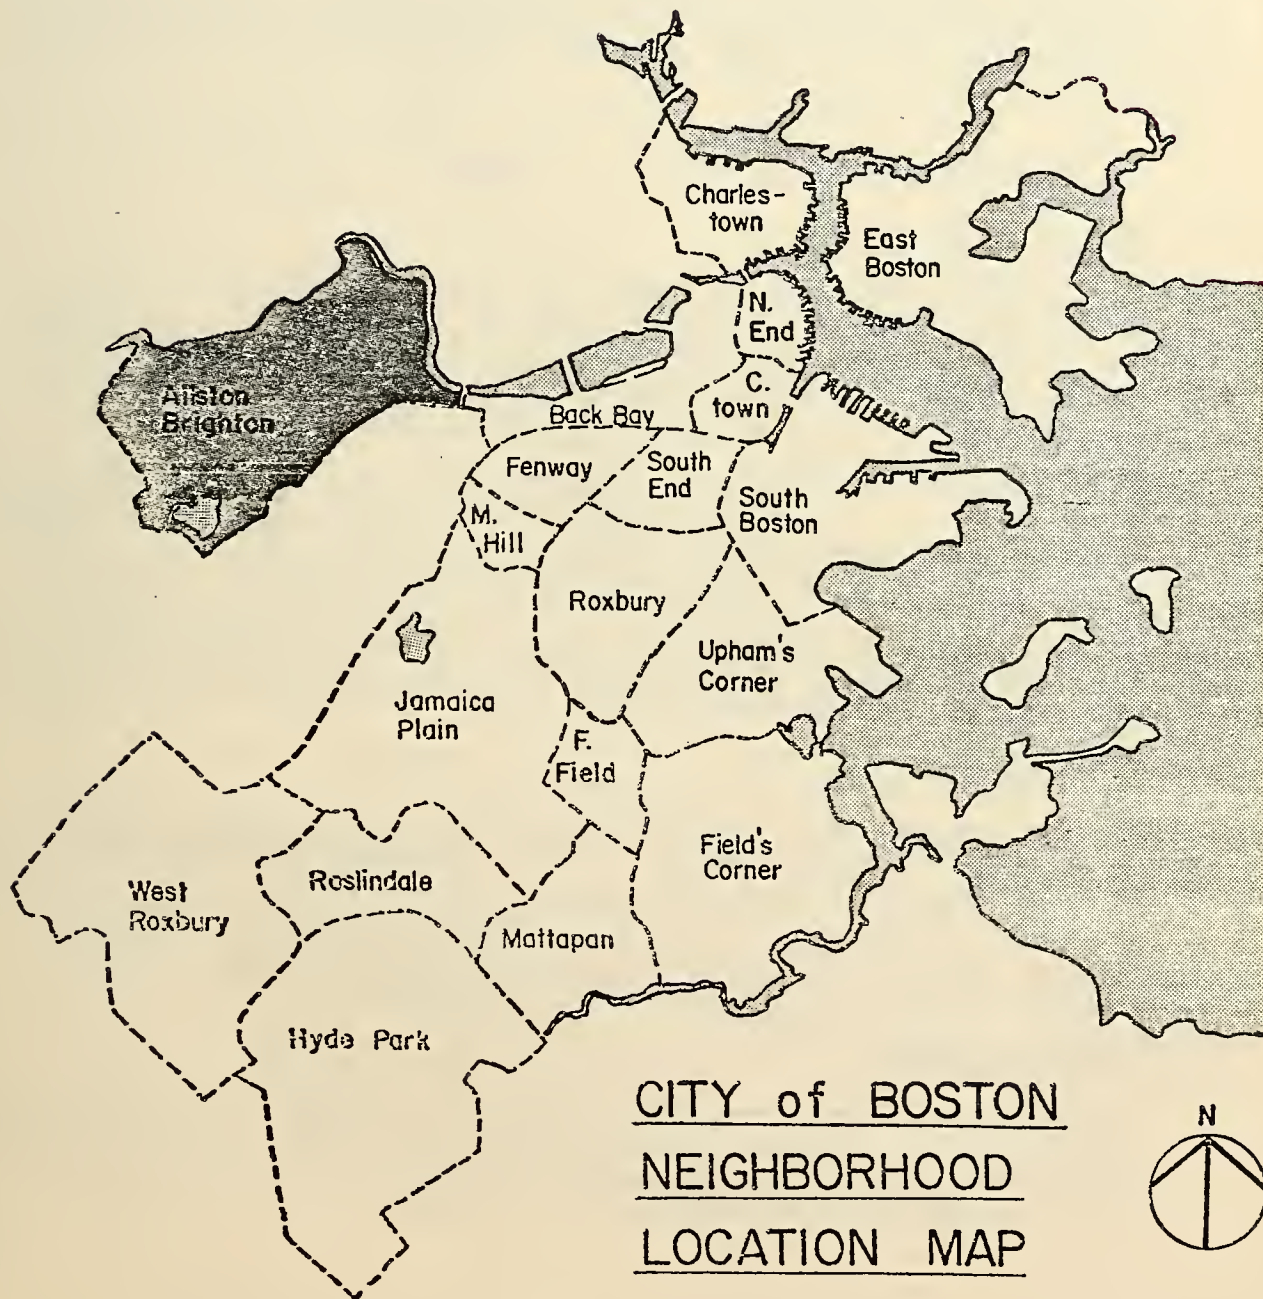 Charles-
town
East
Boston
N.
End
C.
town
Allston
Brighton
Back Bay
Fenway
South
End
South
Boston
M.
Hill
Roxbury
Upham's
Corner
Jamaica
Plain
F.
Field
Field's
Corner
West
Roxbury
Roslindale
Mattapan
Hyde Park
CITY of BOSTON
NEIGHBORHOOD
LOCATION MAP
N